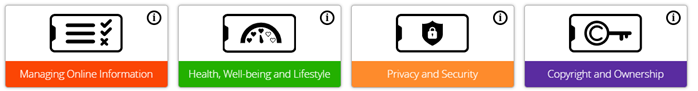 Managing Online Information
Health, Well-being and Lifestyle
Privacy and Security
Copyright and Ownership